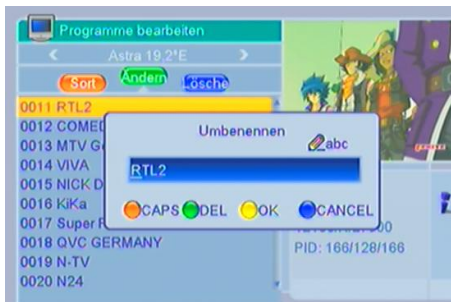 Programme bearbeiten
Astra 19.2°E
Sort Ändern Lösche
0011 RTL2
0012 COMED
0013 MTV G
0014 VIVA
0015 NICK D
0016 KiKa
0017 Super R
0018 QVC GERMANY
0019 N-TV
0020 N24
Umbenennen
abc
RTL2
CAPS DEL OK CANCEL
PID: 166/128/166